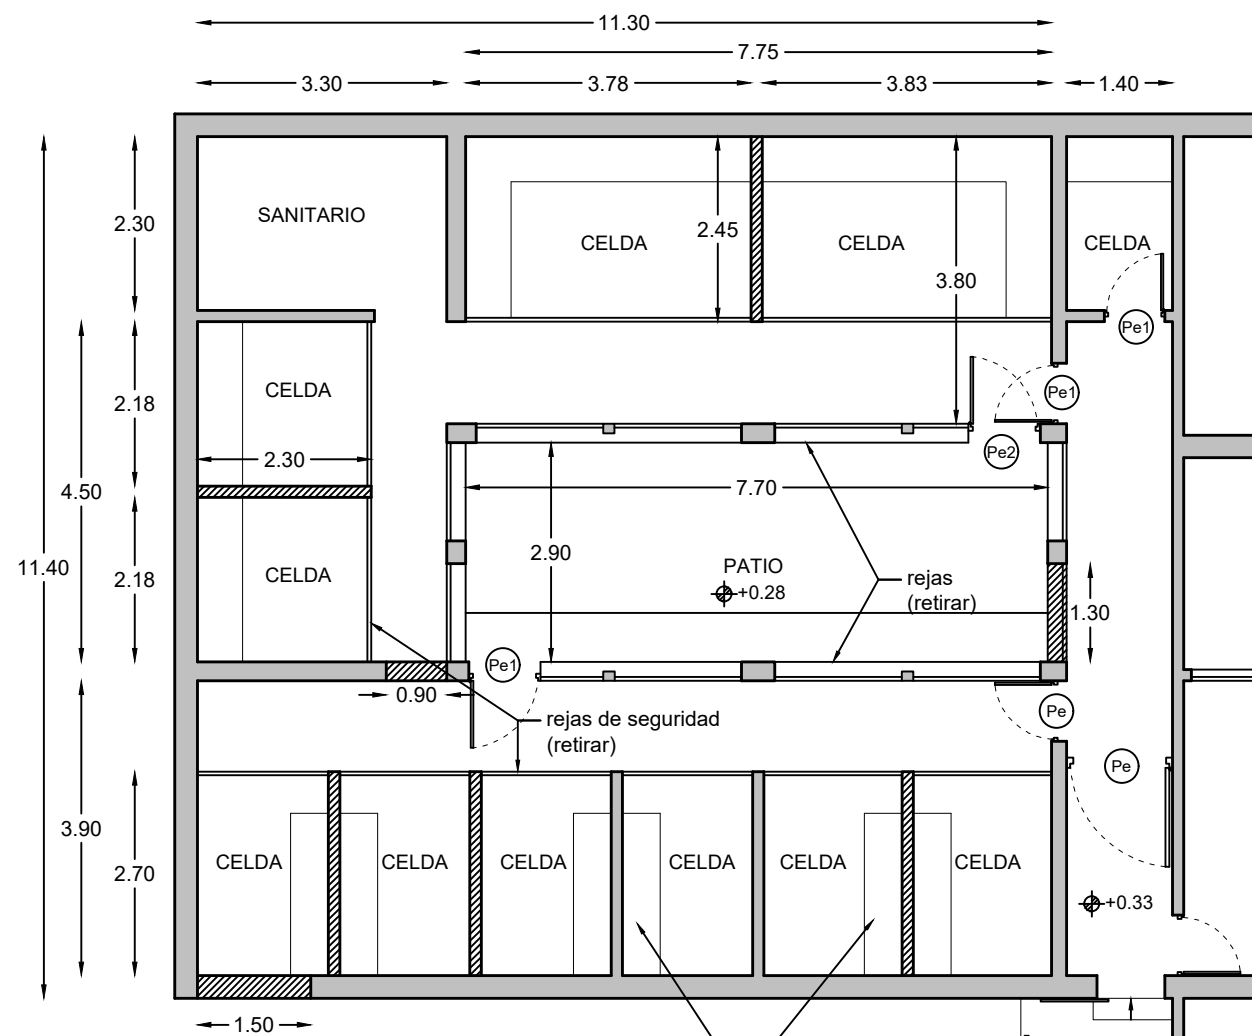 11.30
7.75
3.30
3.78
3.83
1.40
2.30
SANITARIO
CELDA
2.45
CELDA
3.80
CELDA
Pe1
4.50
2.18
CELDA
Pe1
2.30
Pe2
7.70
11.40
2.18
CELDA
2.90
PATIO
+0.28
rejas
(retirar)
1.30
Pe1
0.90
rejas de seguridad
(retirar)
Pe
Pe
3.90
2.70
CELDA
CELDA
CELDA
CELDA
CELDA
CELDA
+0.33
1.50